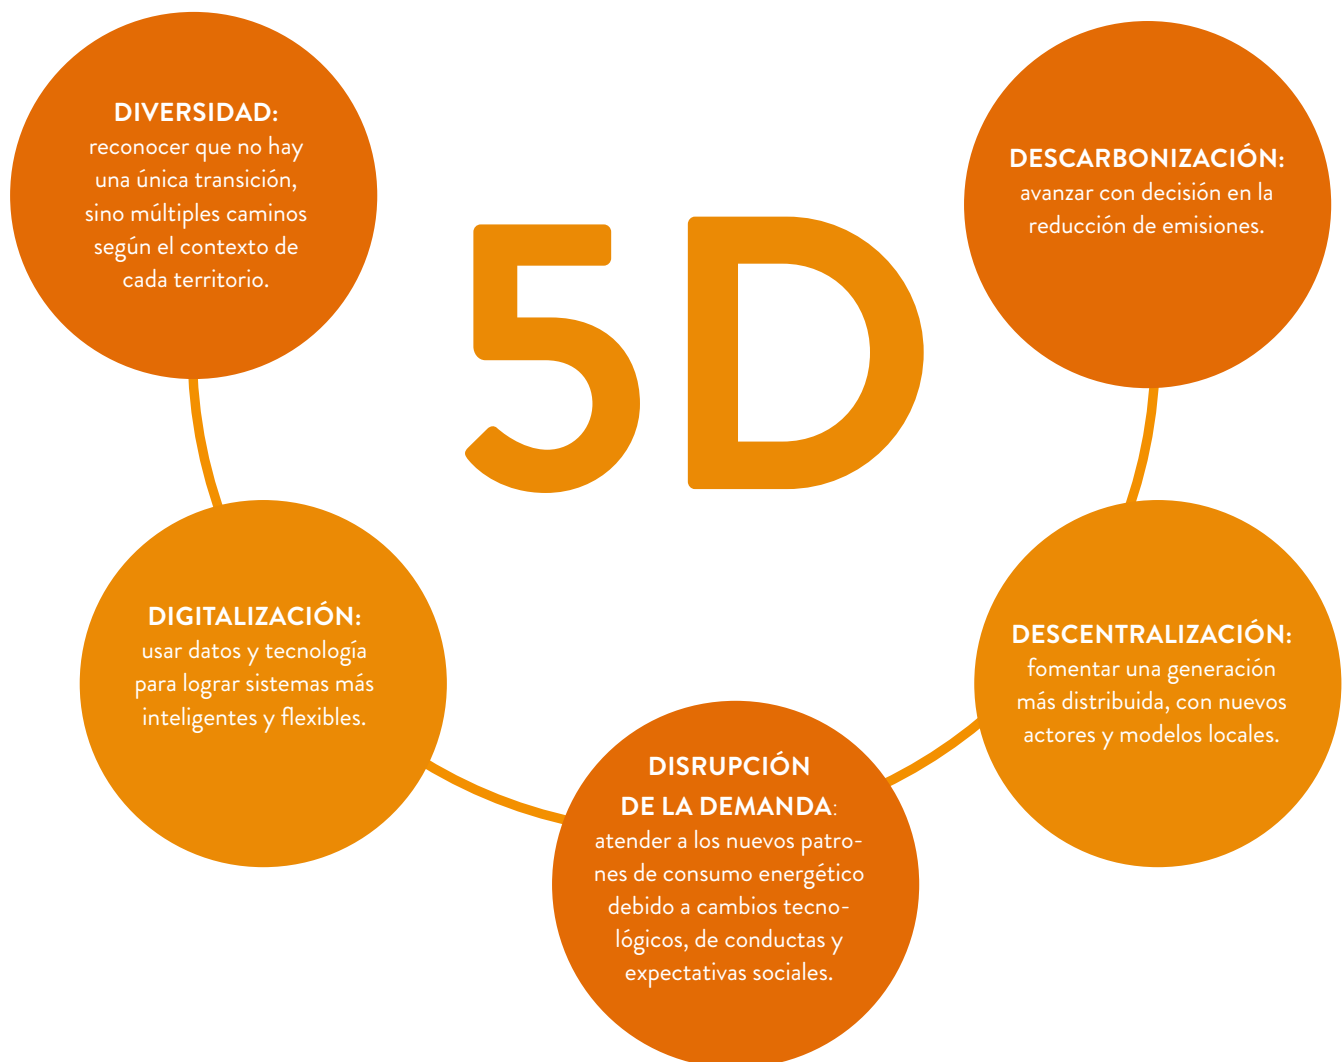 5D
DIVERSIDAD:
reconocer que no hay
una única transición,
sino múltiples caminos
según el contexto de
cada territorio.
DESCARBONIZACIÓN:
avanzar con decisión en la
reducción de emisiones.
DIGITALIZACIÓN:
usar datos y tecnología
para lograr sistemas más
inteligentes y flexibles.
DESCENTRALIZACIÓN:
fomentar una generación
más distribuida, con nuevos
actores y modelos locales.
DISRUPCIÓN
DE LA DEMANDA:
atender a los nuevos patro-
nes de consumo energético
debido a cambios tecno-
lógicos, de conductas y
expectativas sociales.